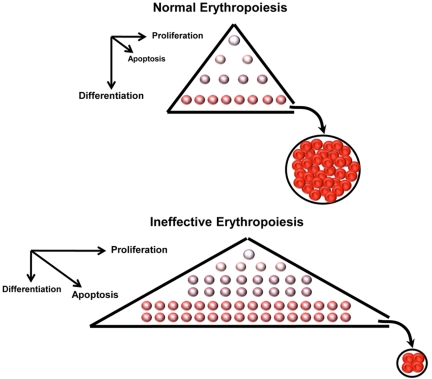 Normal Erythropoiesis
Proliferation
Apoptosis
Differentiation
Ineffective Erythropoiesis
Proliferation
Differentiation
Apoptosis